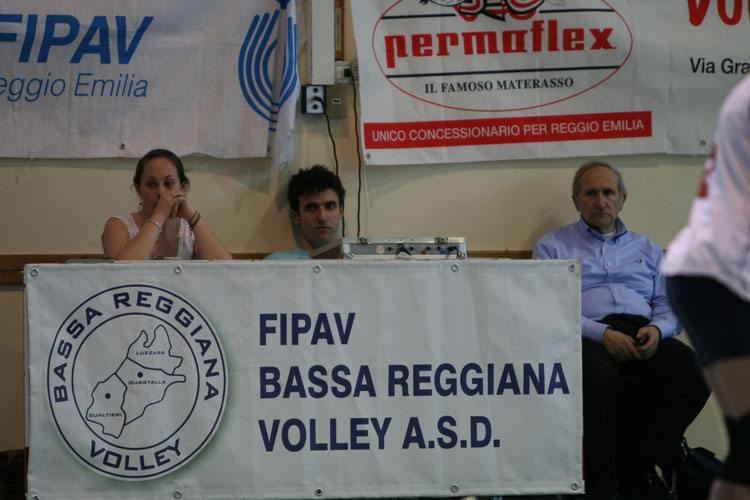 FIPAV
Reggio Emilia
permaflex
IL FAMOSO MATERASSO
UNICO CONCESSIONARIO PER REGGIO EMILIA
Via Gra
BASSA REGGIANA
VOLLEY
LUZZARA
GUASTALLA
GUALTIERI
FIPAV
BASSA REGGIANA
VOLLEY A.S.D.